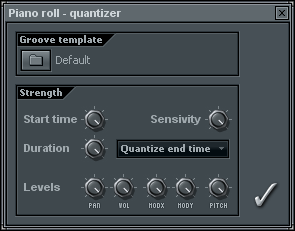 Piano roll - quantizer
Groove template
Default
Strength
Start time Sensivity
Duration Quantize end time
Levels
PAN VOL MODX MODY PITCH